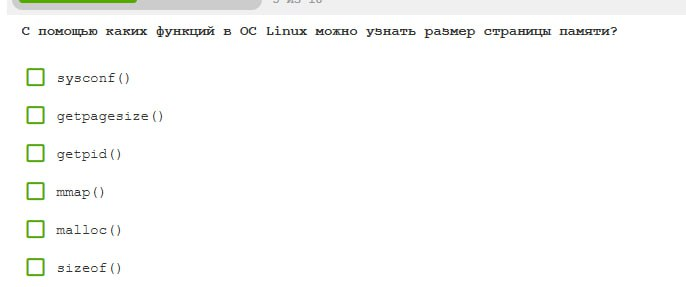 С помощью каких функций в ОС Linux можно узнать размер страницы памяти?
sysconf()
getpagesize()
getpid()
mmap()
malloc()
sizeof()